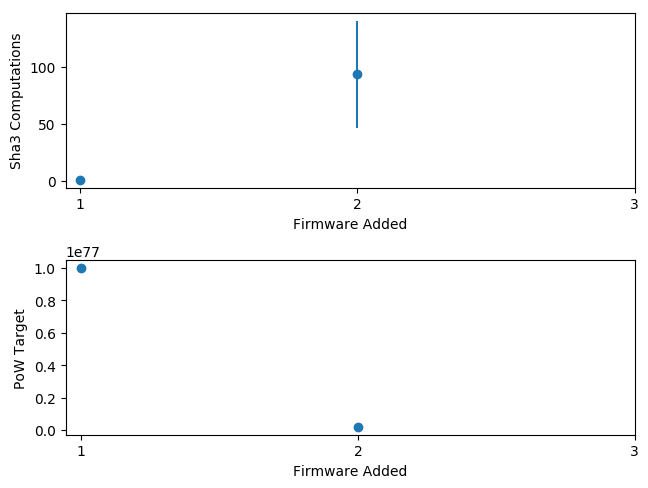 Sha3 Computations
100
50
0
1 2 3
Firmware Added
1e77
PoW Target
1.0
0.8
0.6
0.4
0.2
0.0
1 2 3
Firmware Added